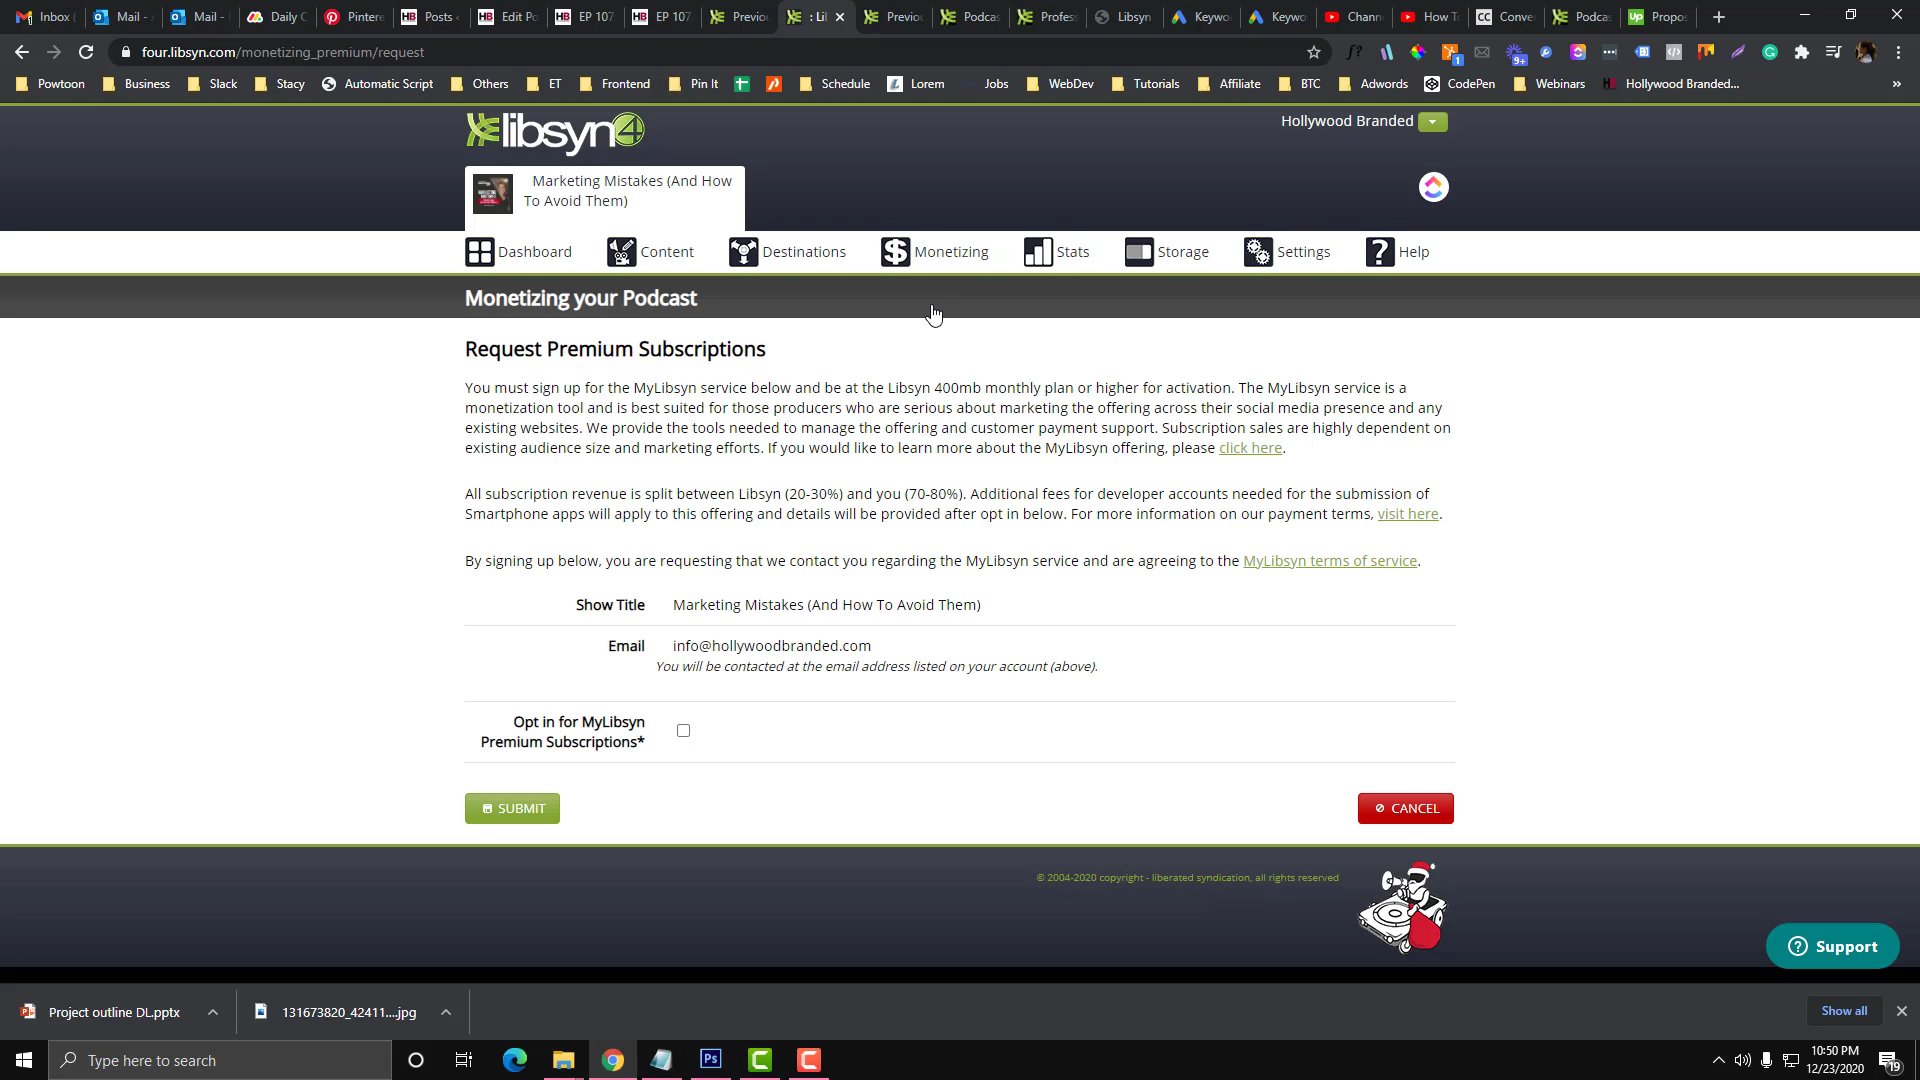 Inbox (
Mail -
Mail -
Daily C
Pintere
Posts
Edit Po
EP 107
EP 107
Previou
: Lil
Previou
Podcas
Profess
Libsyn
Keywo
Keywo
Chann
How T
Conve
Podcas
Propos
four.libsyn.com/monetizing_premium/request
Powtoon
Business
Slack
Stacy
Automatic Script
Others
ET
Frontend
Pin It
Schedule
Lorem
Jobs
WebDev
Tutorials
Affiliate
BTC
Adwords
CodePen
Webinars
Hollywood Branded...
libsyn4
Hollywood Branded
Marketing Mistakes (And How
To Avoid Them)
Dashboard
Content
Destinations
Monetizing
Stats
Storage
Settings
Help
Monetizing your Podcast
Request Premium Subscriptions
You must sign up for the MyLibsyn service below and be at the Libsyn 400mb monthly plan or higher for activation. The MyLibsyn service is a
monetization tool and is best suited for those producers who are serious about marketing the offering across their social media presence and any
existing websites. We provide the tools needed to manage the offering and customer payment support. Subscription sales are highly dependent on
existing audience size and marketing efforts. If you would like to learn more about the MyLibsyn offering, please click here.
All subscription revenue is split between Libsyn (20-30%) and you (70-80%). Additional fees for developer accounts needed for the submission of
Smartphone apps will apply to this offering and details will be provided after opt in below. For more information on our payment terms, visit here.
By signing up below, you are requesting that we contact you regarding the MyLibsyn service and are agreeing to the MyLibsyn terms of service.
Show Title
Marketing Mistakes (And How To Avoid Them)
Email
info@hollywoodbranded.com
You will be contacted at the email address listed on your account (above).
Opt in for MyLibsyn
Premium Subscriptions*
SUBMIT
CANCEL
© 2004-2020 copyright - liberated syndication, all rights reserved
Support
Project outline DL.pptx
131673820_42411....jpg
Show all
Type here to search
Ps
10:50 PM
12/23/2020
19